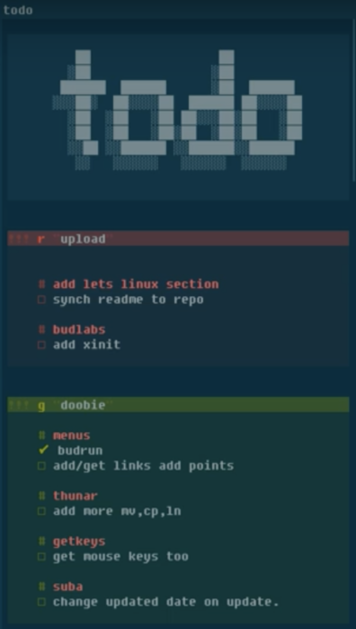 todo
todo
!!! r `upload`
# add lets linux section
□ synch readme to repo
# budlabs
□ add xinit
!!! g `doobie`
# menus
✔ budrun
□ add/get links add points
# thunar
□ add more mv,cp,ln
# getkeys
□ get mouse keys too
# suba
□ change updated date on update.